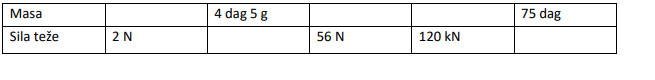 Masa 4 dag 5 g 75 dag
Sila teže 2 N 56 N 120 kN